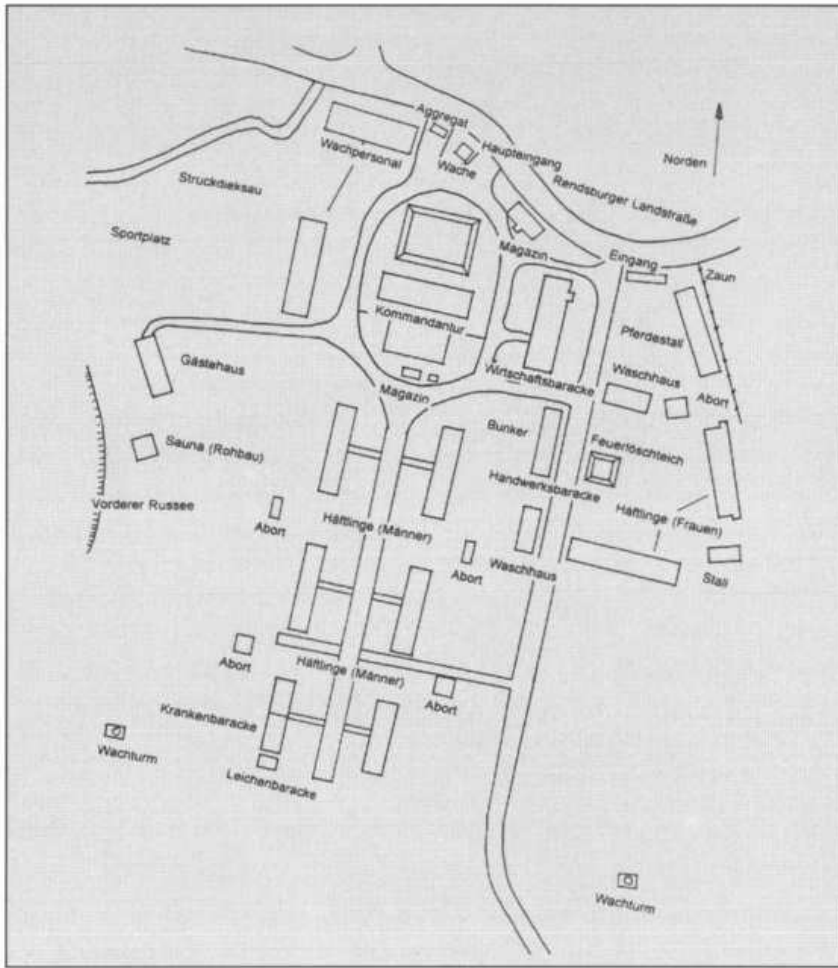 Aggregat
Haupteingang
Wachpersonal
Wache
Norden
Rendsburger Landstraße
Struckdieksau
Sportplatz
Magazin
Eingang
Zaun
Kommandantur
Pferdestall
Gästehaus
Wirtschaftsbaracke
Waschhaus
Abort
Magazin
Bunker
Feuerlöschteich
Sauna (Rohbau)
Handwerksbaracke
Vorderer Russee
Häftlinge (Frauen)
Abort
Häftlinge (Männer)
Abort
Waschhaus
Stall
Abort
Häftlinge (Männer)
Abort
Krankenbaracke
Wachturm
Leichenbaracke
Wachturm